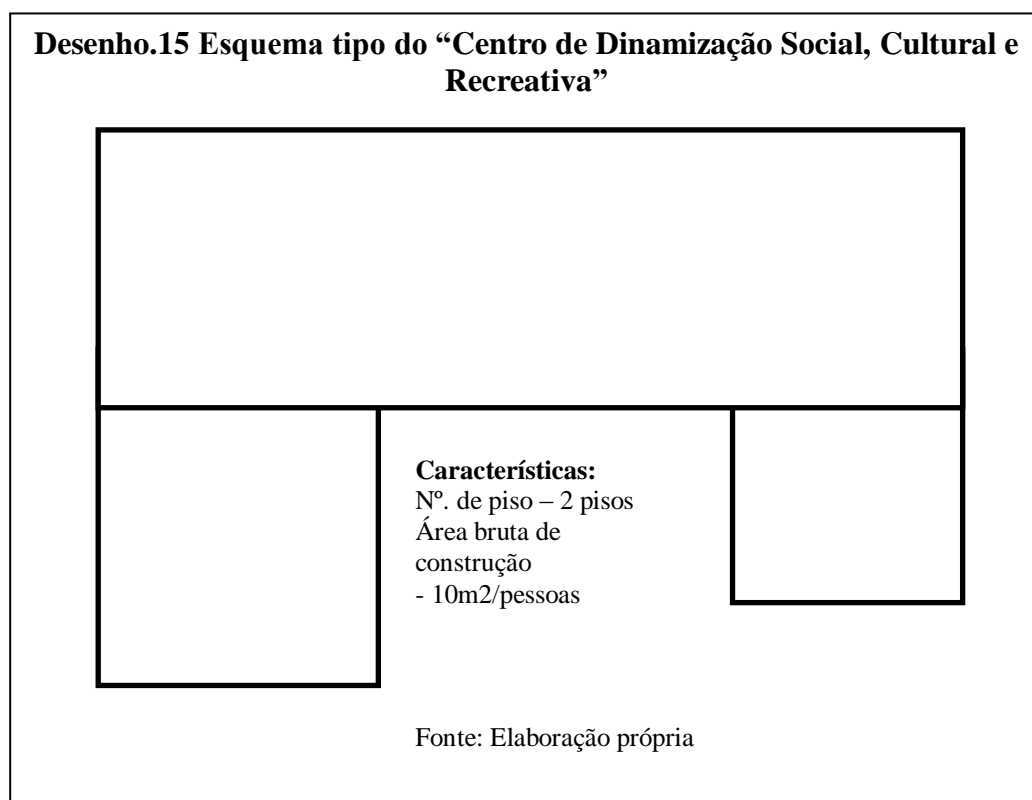 Desenho.15 Esquema tipo do “Centro de Dinamização Social, Cultural e
Recreativa”
Características:
Nº. de piso – 2 pisos
Área bruta de
construção
- 10m2/pessoas
Fonte: Elaboração própria